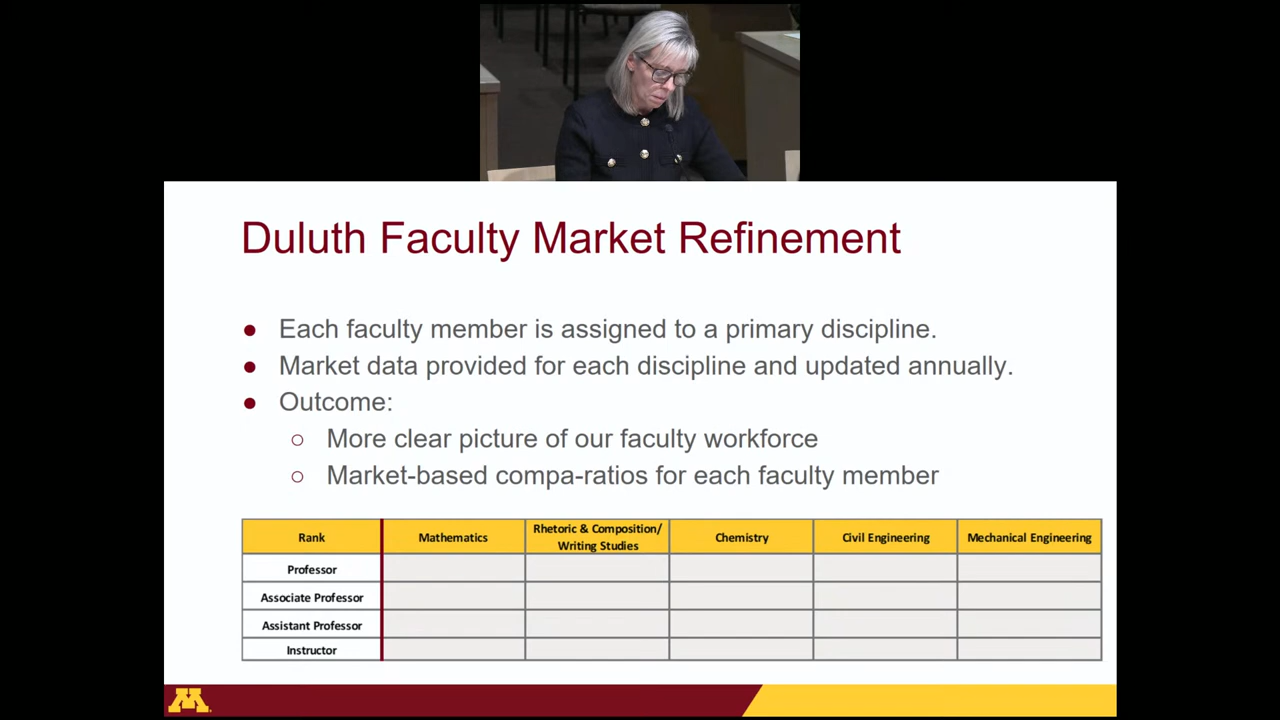 Duluth Faculty Market Refinement
● Each faculty member is assigned to a primary discipline.
● Market data provided for each discipline and updated annually.
● Outcome:
○ More clear picture of our faculty workforce
○ Market-based compa-ratios for each faculty member
Rank Mathematics Rhetoric & Composition/ Chemistry Civil Engineering Mechanical Engineering
Writing Studies
Professor
Associate Professor
Assistant Professor
Instructor
M